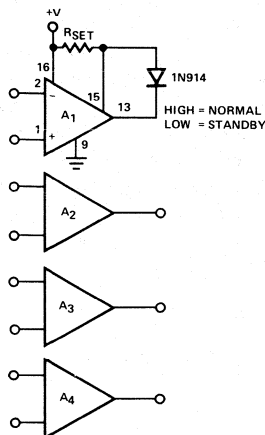 +V
RSET
16
2
−
15
13
1N914
A1
1
+
9
HIGH = NORMAL
LOW = STANDBY
A2
A3
A4